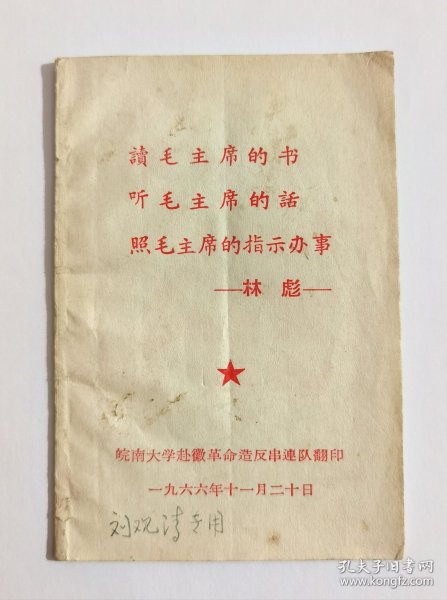 讀毛主席的书
听毛主席的話
照毛主席的指示办事
—林 彪—
皖南大学赴徽革命造反串連队翻印
一九六六年十一月二十日
刘观清专用
孔夫子旧书网
www.kongfz.com